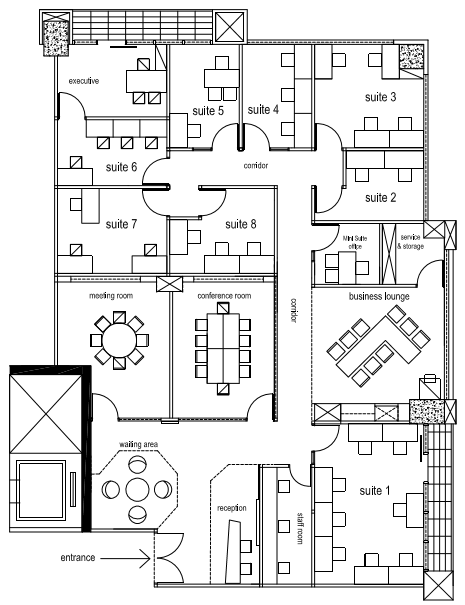 executive
suite 5
suite 4
suite 3
suite 6
corridor
suite 2
suite 7
suite 8
Mini Suite
office
service
& storage
meeting room
conference room
corridor
business lounge
waiting area
suite 1
reception
staff room
entrance